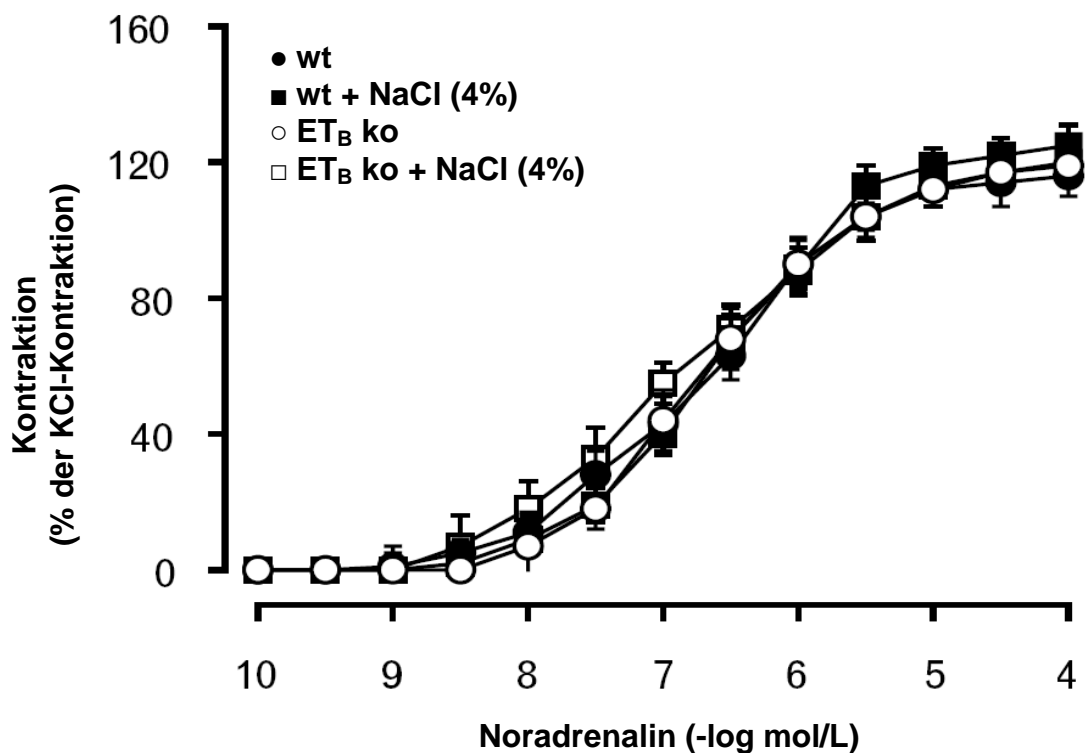 160
120
80
40
0
Kontraktion
(% der KCl-Kontraktion)
● wt
■ wt + NaCl (4%)
○ ETB ko
□ ETB ko + NaCl (4%)
10 9 8 7 6 5 4
Noradrenalin (-log mol/L)